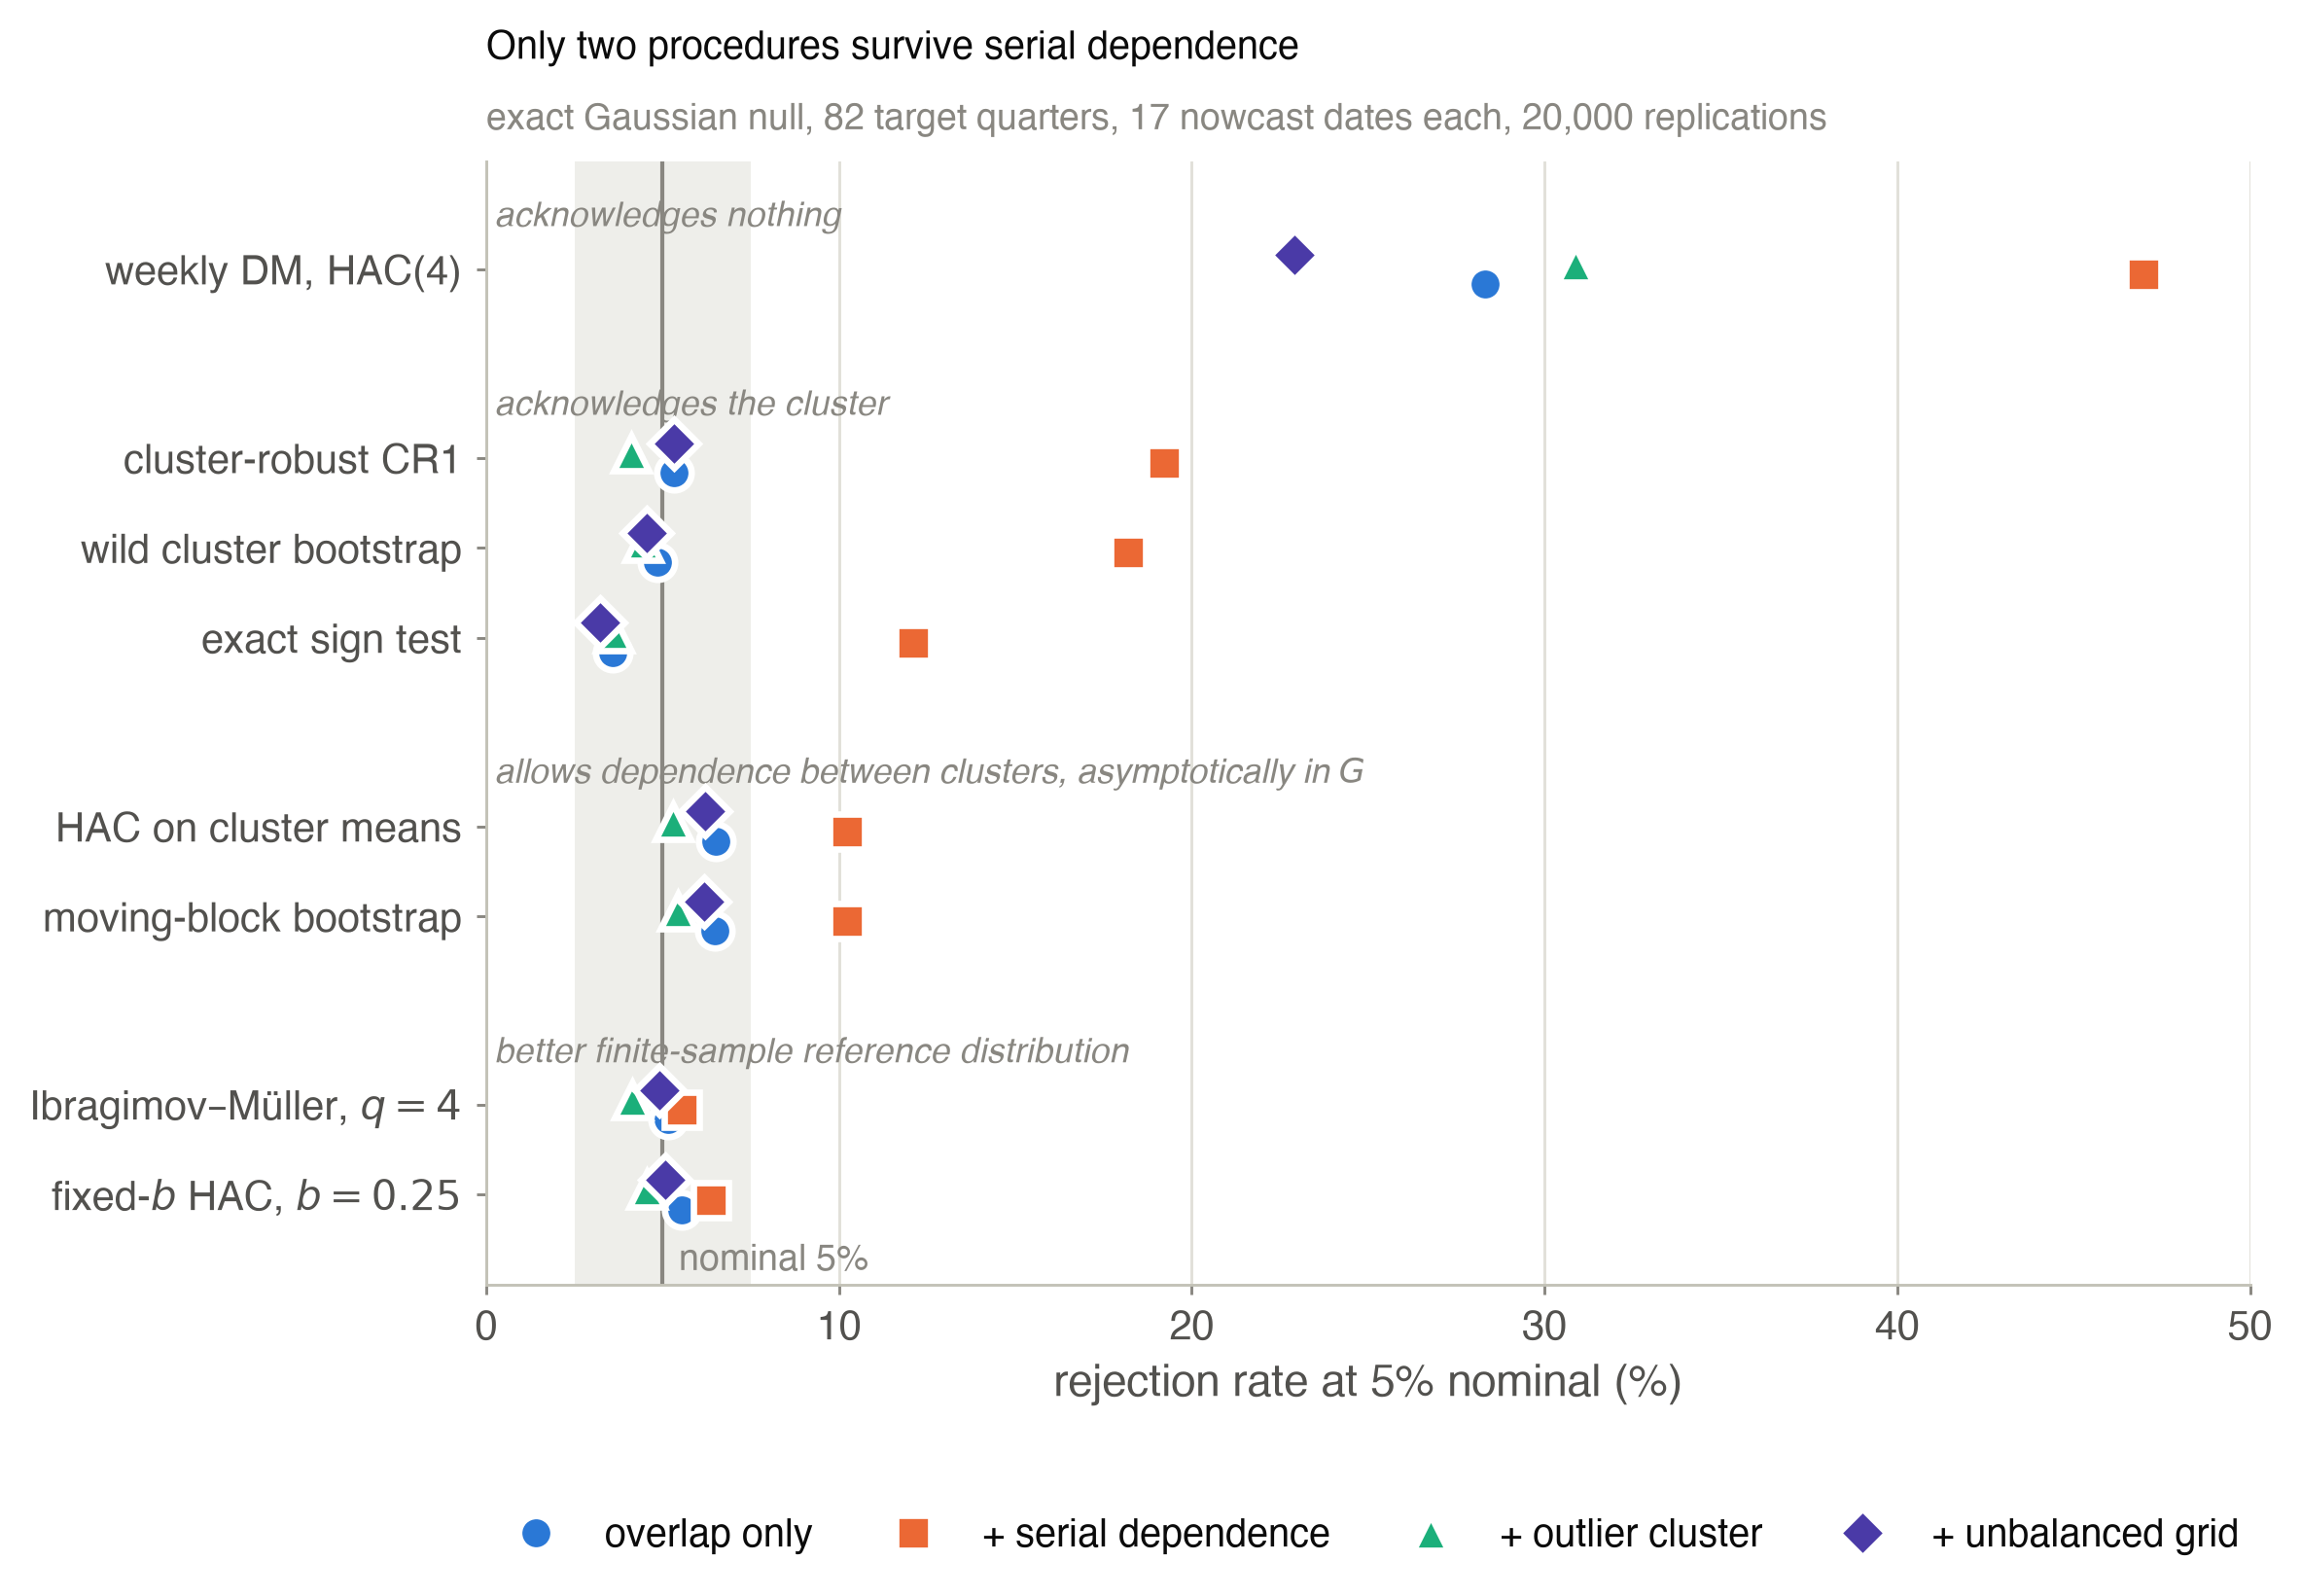 Only two procedures survive serial dependence
exact Gaussian null, 82 target quarters, 17 nowcast dates each, 20,000 replications
acknowledges nothing
weekly DM, HAC(4)
acknowledges the cluster
cluster-robust CR1
wild cluster bootstrap
exact sign test
allows dependence between clusters, asymptotically in G
HAC on cluster means
moving-block bootstrap
better finite-sample reference distribution
Ibragimov–Müller, q = 4
fixed-b HAC, b = 0.25
nominal 5%
0 10 20 30 40 50
rejection rate at 5% nominal (%)
overlap only + serial dependence + outlier cluster + unbalanced grid